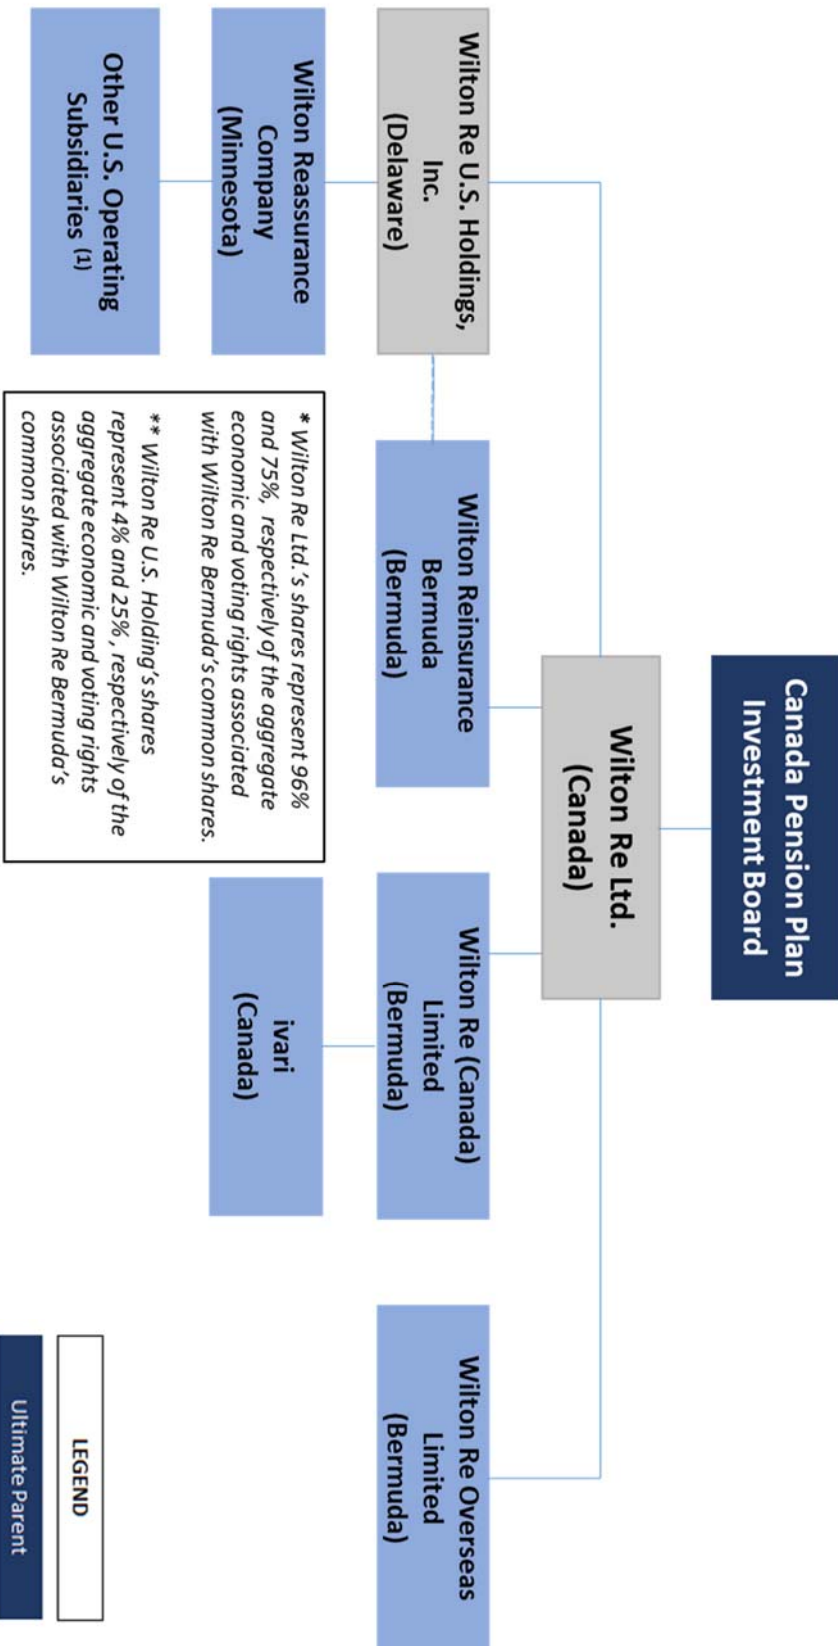 Canada Pension Plan
Investment Board
Wilton Re Ltd.
(Canada)
Wilton Re U.S. Holdings,
Inc.
(Delaware)
Wilton Reinsurance
Bermuda
(Bermuda)
Wilton Re (Canada)
Limited
(Bermuda)
Wilton Re Overseas
Limited
(Bermuda)
Wilton Reassurance
Company
(Minnesota)
ivari
(Canada)
Other U.S. Operating
Subsidiaries (1)
* Wilton Re Ltd.'s shares represent 96%
and 75%, respectively of the aggregate
economic and voting rights associated
with Wilton Re Bermuda's common shares.
** Wilton Re U.S. Holding's shares
represent 4% and 25%, respectively of the
aggregate economic and voting rights
associated with Wilton Re Bermuda's
common shares.
LEGEND
Ultimate Parent